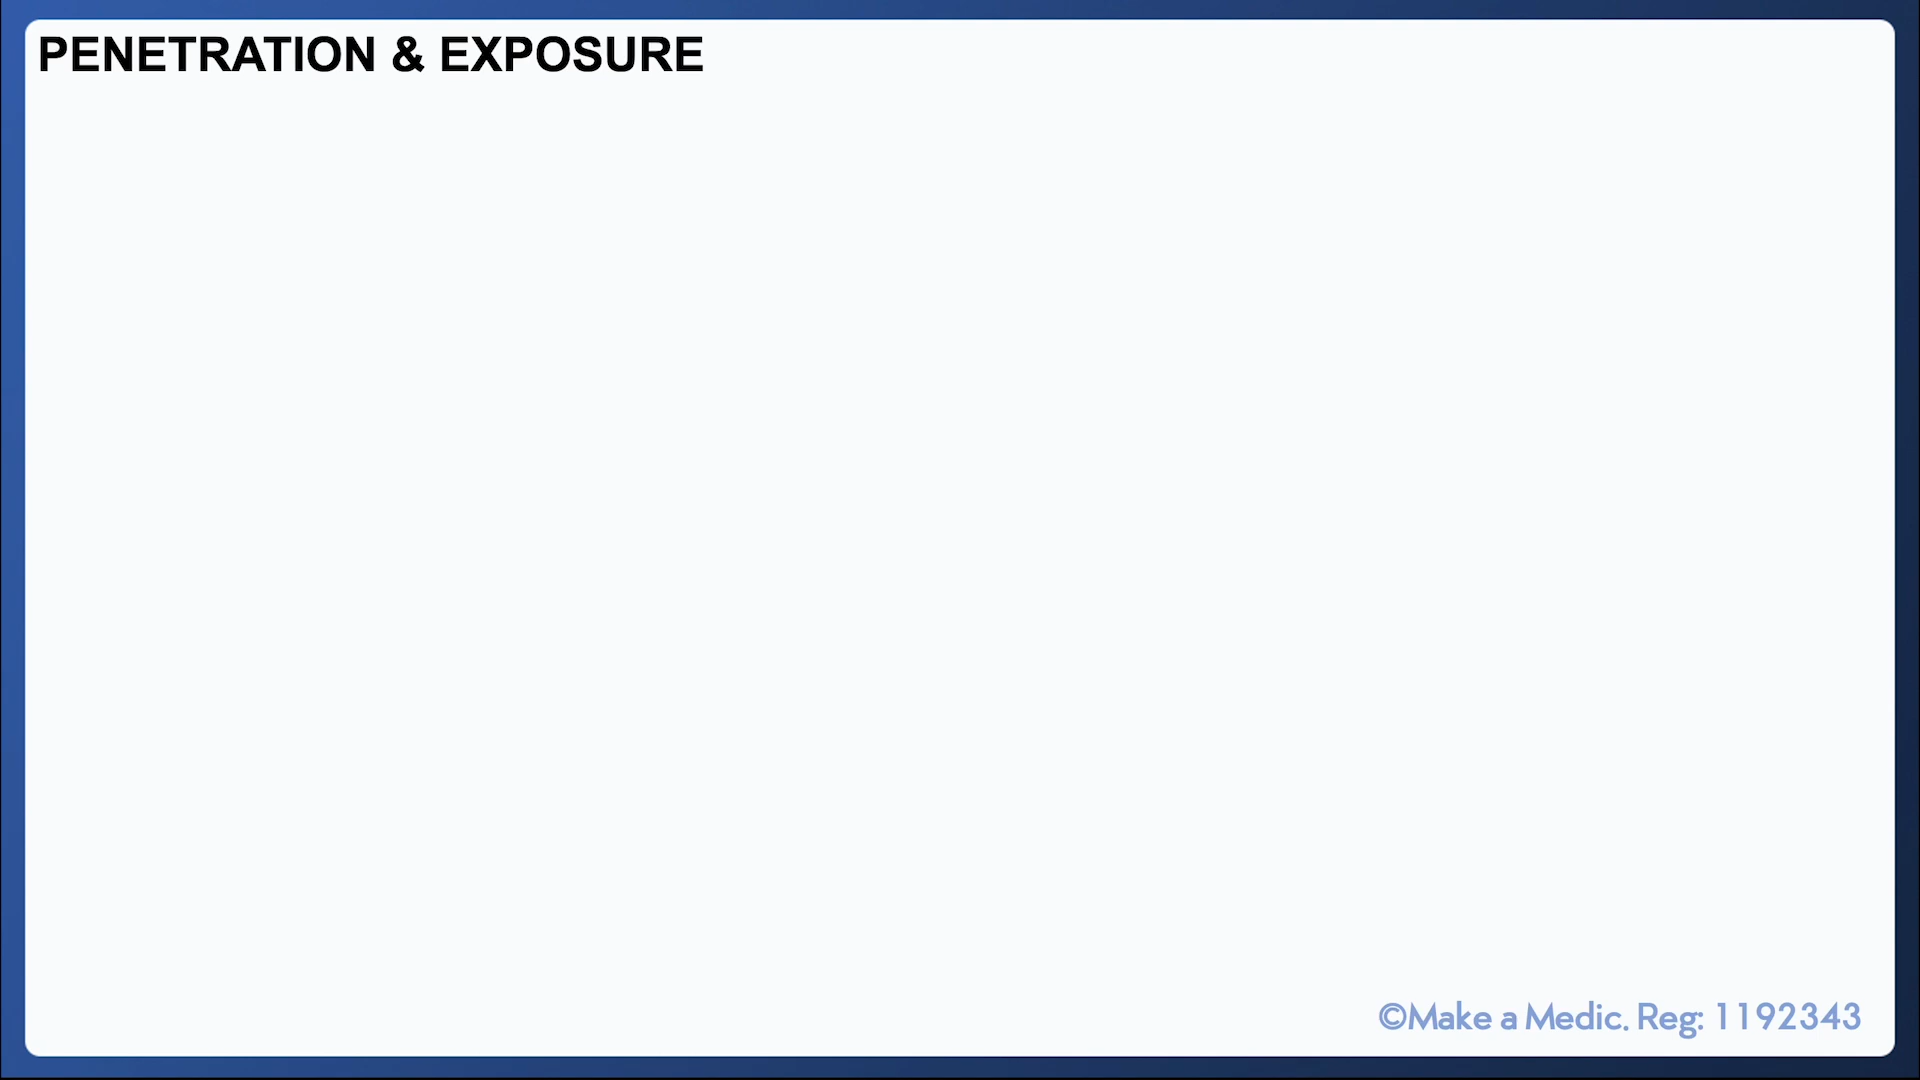 PENETRATION & EXPOSURE
©Make a Medic. Reg: 1192343